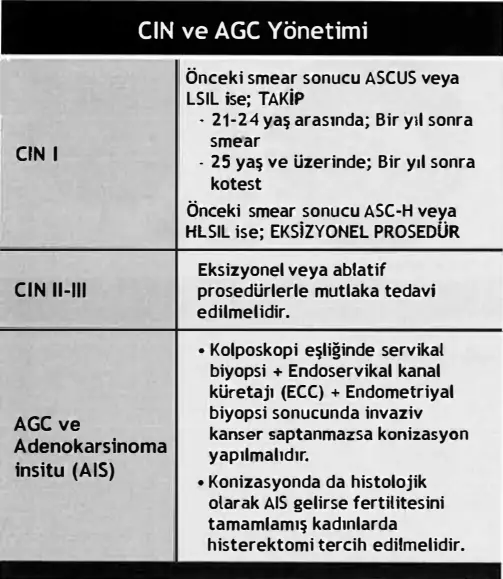 CIN ve AGC Yönetimi
CIN I
Önceki smear sonucu ASCUS veya
LSIL ise; TAKİP
- 21-24 yaş arasında; Bir yıl sonra
smear
- 25 yaş ve üzerinde; Bir yıl sonra
kotest
Önceki smear sonucu ASC-H veya
HLSIL ise; EKSİZYONEL PROSEDÜR
CIN II-III
Eksizyonel veya ablatif
prosedürlerle mutlaka tedavi
edilmelidir.
AGC ve
Adenokarsinoma
insitu (AIS)
• Kolposkopi eşliğinde servikal
biyopsi + Endoservikal kanal
küretajı (ECC) + Endometriyal
biyopsi sonucunda invaziv
kanser saptanmazsa konizasyon
yapılmalıdır.
• Konizasyonda da histolojik
olarak AIS gelirse fertilitesini
tamamlamış kadınlarda
histerektomi tercih edilmelidir.